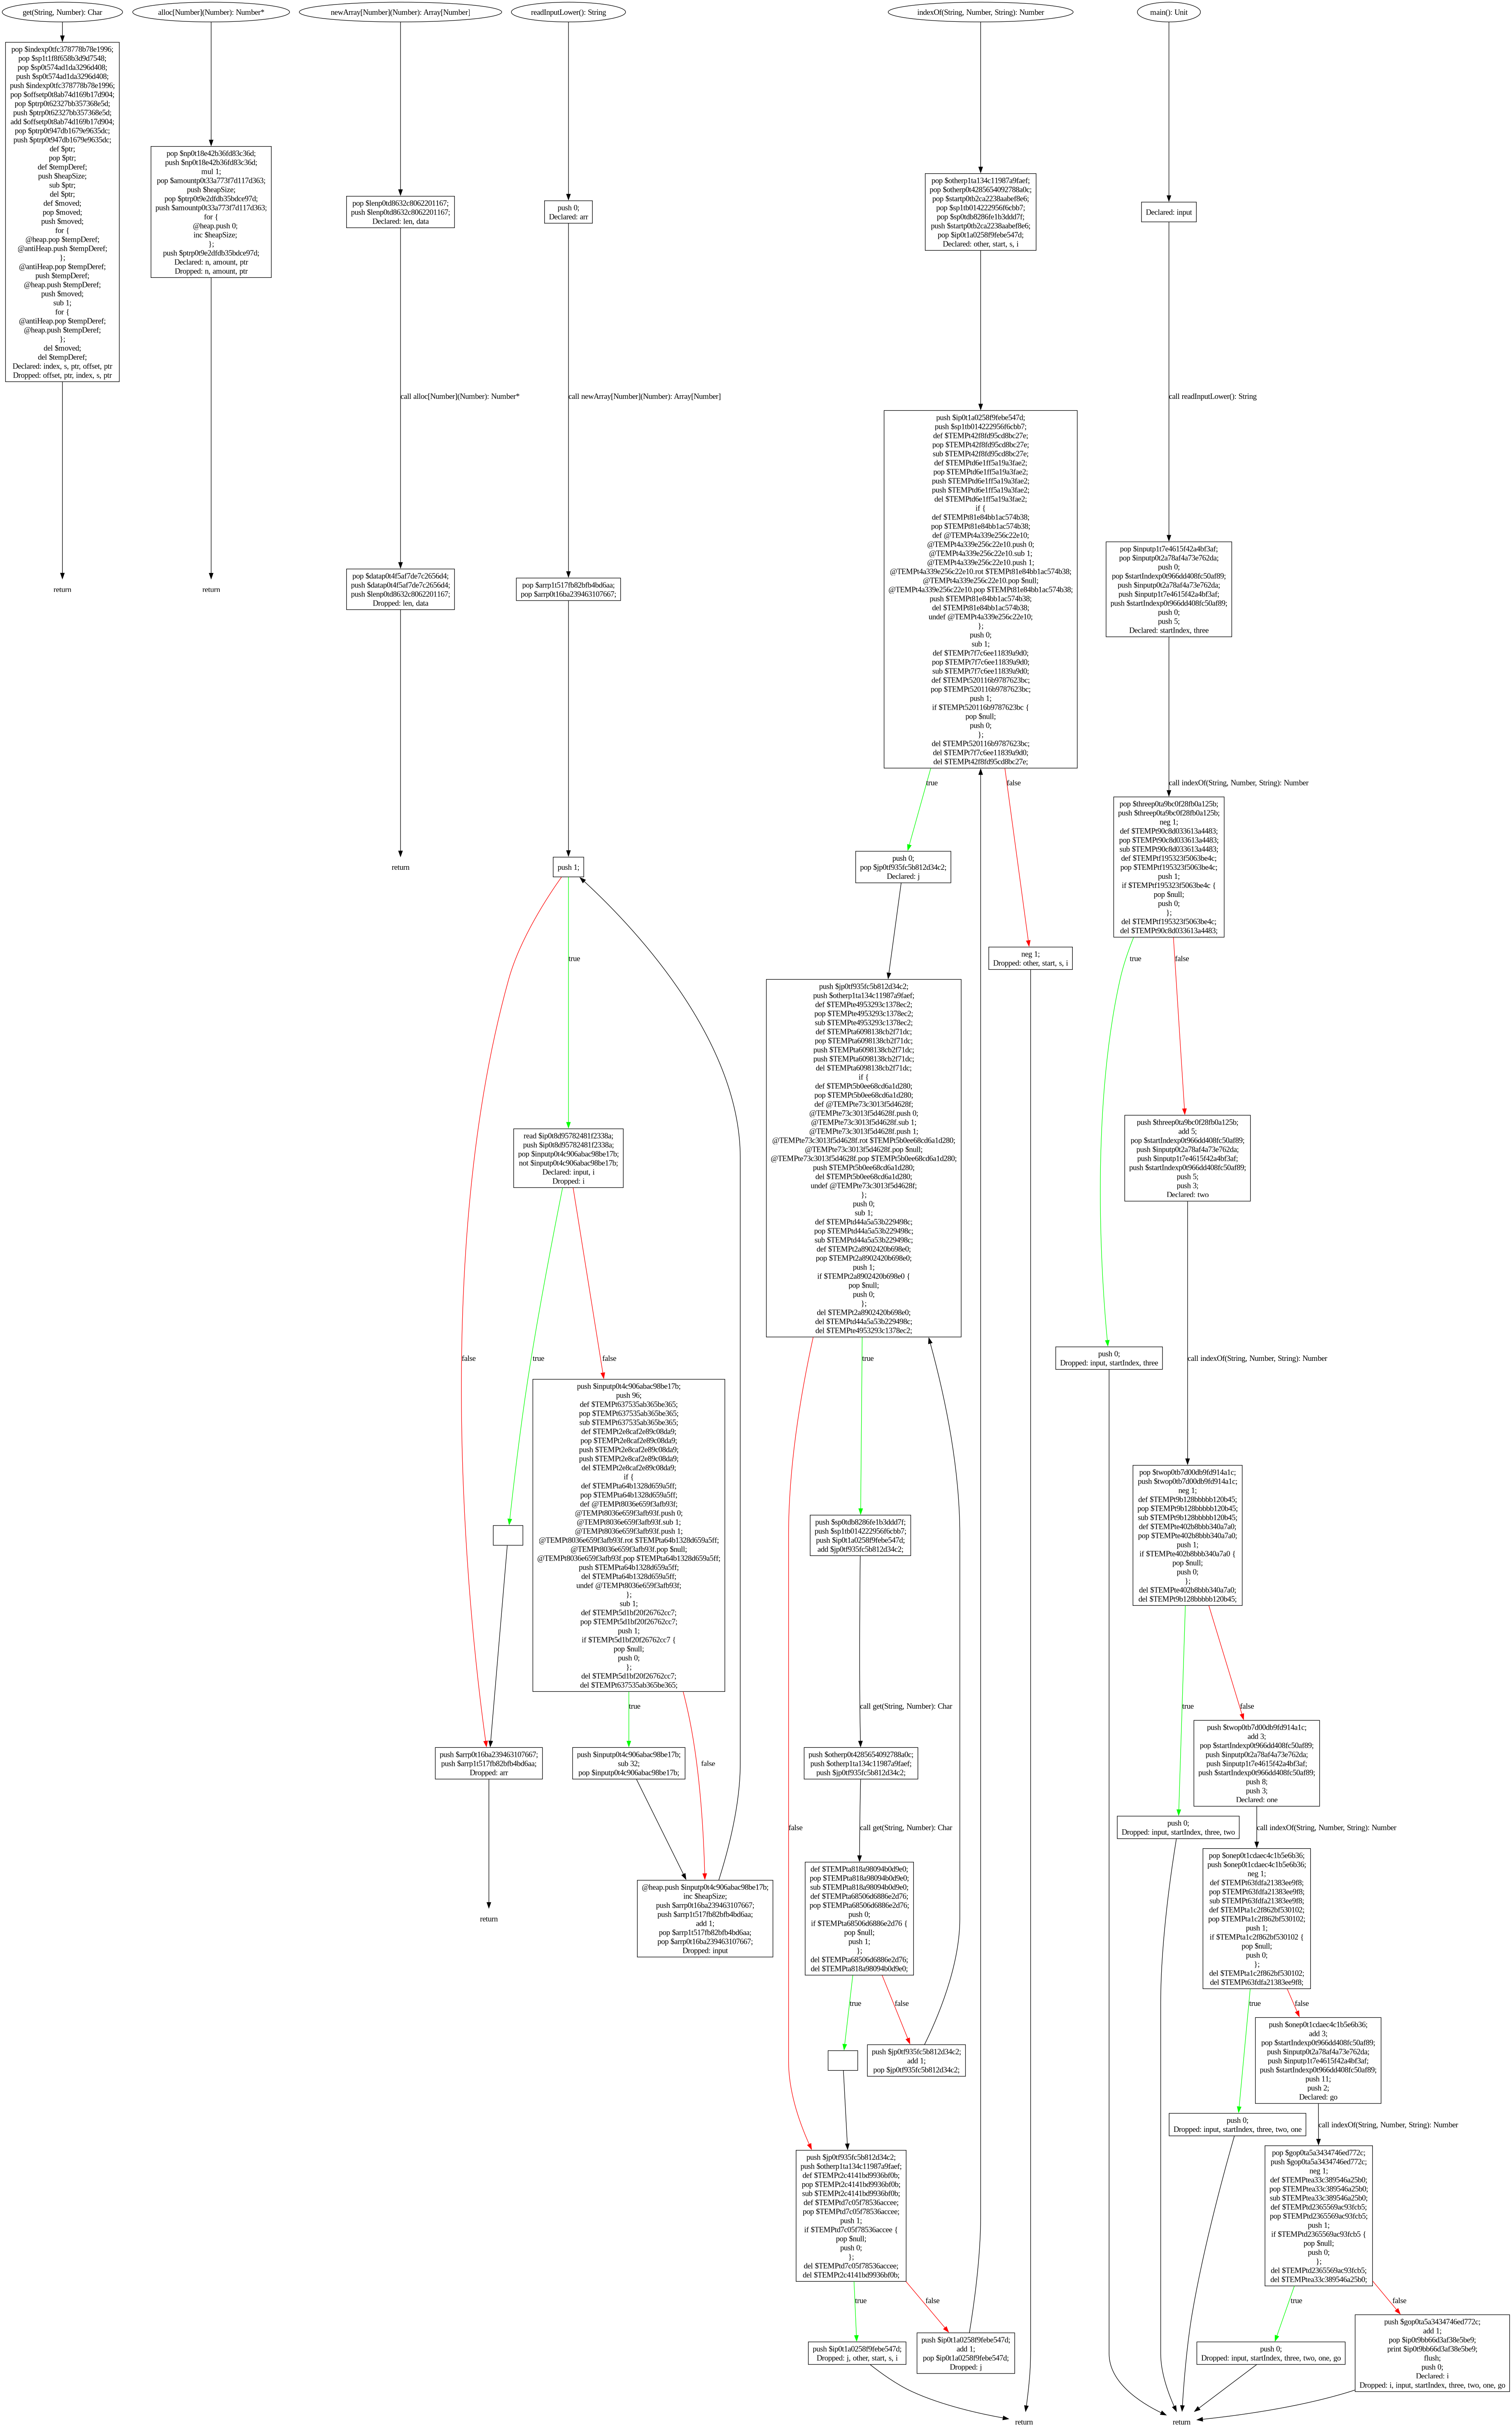 get(String, Number): Char
pop $indexp0tfc378778b78e1996;
pop $sp1t1f8f658b3d9d7548;
pop $sp0t574ad1da3296d408;
push $sp0t574ad1da3296d408;
push $indexp0tfc378778b78e1996;
pop $offsetp0t8ab74d169b17d904;
pop $ptrp0t62327bb357368e5d;
push $ptrp0t62327bb357368e5d;
add $offsetp0t8ab74d169b17d904;
pop $ptrp0t947db1679e9635dc;
push $ptrp0t947db1679e9635dc;
def $ptr;
pop $ptr;
def $tempDeref;
push $heapSize;
sub $ptr;
del $ptr;
def $moved;
pop $moved;
push $moved;
for {
@heap.pop $tempDeref;
@antiHeap.push $tempDeref;
};
@antiHeap.pop $tempDeref;
push $tempDeref;
@heap.push $tempDeref;
push $moved;
sub 1;
for {
@antiHeap.pop $tempDeref;
@heap.push $tempDeref;
};
del $moved;
del $tempDeref;
Declared: index, s, ptr, offset, ptr
Dropped: offset, ptr, index, s, ptr
return
alloc[Number](Number): Number*
pop $np0t18e42b36fd83c36d;
push $np0t18e42b36fd83c36d;
mul 1;
pop $amountp0t33a773f7d117d363;
push $heapSize;
pop $ptrp0t9e2dfdb35bdce97d;
push $amountp0t33a773f7d117d363;
for {
@heap.push 0;
inc $heapSize;
};
push $ptrp0t9e2dfdb35bdce97d;
Declared: n, amount, ptr
Dropped: n, amount, ptr
return
newArray[Number](Number): Array[Number]
pop $lenp0td8632c8062201167;
push $lenp0td8632c8062201167;
Declared: len, data
call alloc[Number](Number): Number*
pop $datap0t4f5af7de7c2656d4;
push $datap0t4f5af7de7c2656d4;
push $lenp0td8632c8062201167;
Dropped: len, data
return
readInputLower(): String
push 0;
Declared: arr
call newArray[Number](Number): Array[Number]
pop $arrp1t517fb82bfb4bd6aa;
pop $arrp0t16ba239463107667;
push 1;
true
false
read $ip0t8d95782481f2338a;
push $ip0t8d95782481f2338a;
pop $inputp0t4c906abac98be17b;
not $inputp0t4c906abac98be17b;
Declared: input, i
Dropped: i
true
false
push $inputp0t4c906abac98be17b;
push 96;
def $TEMPt637535ab365be365;
pop $TEMPt637535ab365be365;
sub $TEMPt637535ab365be365;
def $TEMPt2e8caf2e89c08da9;
pop $TEMPt2e8caf2e89c08da9;
push $TEMPt2e8caf2e89c08da9;
push $TEMPt2e8caf2e89c08da9;
del $TEMPt2e8caf2e89c08da9;
if {
def $TEMPta64b1328d659a5ff;
pop $TEMPta64b1328d659a5ff;
def @TEMPt8036e659f3afb93f;
@TEMPt8036e659f3afb93f.push 0;
@TEMPt8036e659f3afb93f.sub 1;
@TEMPt8036e659f3afb93f.push 1;
@TEMPt8036e659f3afb93f.rot $TEMPta64b1328d659a5ff;
@TEMPt8036e659f3afb93f.pop $null;
@TEMPt8036e659f3afb93f.pop $TEMPta64b1328d659a5ff;
push $TEMPta64b1328d659a5ff;
del $TEMPta64b1328d659a5ff;
undef @TEMPt8036e659f3afb93f;
};
sub 1;
def $TEMPt5d1bf20f26762cc7;
pop $TEMPt5d1bf20f26762cc7;
push 1;
if $TEMPt5d1bf20f26762cc7 {
pop $null;
push 0;
};
del $TEMPt5d1bf20f26762cc7;
del $TEMPt637535ab365be365;
true
false
push $arrp0t16ba239463107667;
push $arrp1t517fb82bfb4bd6aa;
Dropped: arr
return
push $inputp0t4c906abac98be17b;
sub 32;
pop $inputp0t4c906abac98be17b;
@heap.push $inputp0t4c906abac98be17b;
inc $heapSize;
push $arrp0t16ba239463107667;
push $arrp1t517fb82bfb4bd6aa;
add 1;
pop $arrp1t517fb82bfb4bd6aa;
pop $arrp0t16ba239463107667;
Dropped: input
indexOf(String, Number, String): Number
pop $otherp1ta134c11987a9faef;
pop $otherp0t4285654092788a0c;
pop $startp0tb2ca2238aabef8e6;
pop $sp1tb014222956f6cbb7;
pop $sp0tdb8286fe1b3ddd7f;
push $startp0tb2ca2238aabef8e6;
pop $ip0t1a0258f9febe547d;
Declared: other, start, s, i
push $ip0t1a0258f9febe547d;
push $sp1tb014222956f6cbb7;
def $TEMPt42f8fd95cd8bc27e;
pop $TEMPt42f8fd95cd8bc27e;
sub $TEMPt42f8fd95cd8bc27e;
def $TEMPtd6e1ff5a19a3fae2;
pop $TEMPtd6e1ff5a19a3fae2;
push $TEMPtd6e1ff5a19a3fae2;
push $TEMPtd6e1ff5a19a3fae2;
del $TEMPtd6e1ff5a19a3fae2;
if {
def $TEMPt81e84bb1ac574b38;
pop $TEMPt81e84bb1ac574b38;
def @TEMPt4a339e256c22e10;
@TEMPt4a339e256c22e10.push 0;
@TEMPt4a339e256c22e10.sub 1;
@TEMPt4a339e256c22e10.push 1;
@TEMPt4a339e256c22e10.rot $TEMPt81e84bb1ac574b38;
@TEMPt4a339e256c22e10.pop $null;
@TEMPt4a339e256c22e10.pop $TEMPt81e84bb1ac574b38;
push $TEMPt81e84bb1ac574b38;
del $TEMPt81e84bb1ac574b38;
undef @TEMPt4a339e256c22e10;
};
push 0;
sub 1;
def $TEMPt7f7c6ee11839a9d0;
pop $TEMPt7f7c6ee11839a9d0;
sub $TEMPt7f7c6ee11839a9d0;
def $TEMPt520116b9787623bc;
pop $TEMPt520116b9787623bc;
push 1;
if $TEMPt520116b9787623bc {
pop $null;
push 0;
};
del $TEMPt520116b9787623bc;
del $TEMPt7f7c6ee11839a9d0;
del $TEMPt42f8fd95cd8bc27e;
true
false
push 0;
pop $jp0tf935fc5b812d34c2;
Declared: j
neg 1;
Dropped: other, start, s, i
push $jp0tf935fc5b812d34c2;
push $otherp1ta134c11987a9faef;
def $TEMPte4953293c1378ec2;
pop $TEMPte4953293c1378ec2;
sub $TEMPte4953293c1378ec2;
def $TEMPta6098138cb2f71dc;
pop $TEMPta6098138cb2f71dc;
push $TEMPta6098138cb2f71dc;
push $TEMPta6098138cb2f71dc;
del $TEMPta6098138cb2f71dc;
if {
def $TEMPt5b0ee68cd6a1d280;
pop $TEMPt5b0ee68cd6a1d280;
def @TEMPte73c3013f5d4628f;
@TEMPte73c3013f5d4628f.push 0;
@TEMPte73c3013f5d4628f.sub 1;
@TEMPte73c3013f5d4628f.push 1;
@TEMPte73c3013f5d4628f.rot $TEMPt5b0ee68cd6a1d280;
@TEMPte73c3013f5d4628f.pop $null;
@TEMPte73c3013f5d4628f.pop $TEMPt5b0ee68cd6a1d280;
push $TEMPt5b0ee68cd6a1d280;
del $TEMPt5b0ee68cd6a1d280;
undef @TEMPte73c3013f5d4628f;
};
push 0;
sub 1;
def $TEMPtd44a5a53b229498c;
pop $TEMPtd44a5a53b229498c;
sub $TEMPtd44a5a53b229498c;
def $TEMPt2a8902420b698e0;
pop $TEMPt2a8902420b698e0;
push 1;
if $TEMPt2a8902420b698e0 {
pop $null;
push 0;
};
del $TEMPt2a8902420b698e0;
del $TEMPtd44a5a53b229498c;
del $TEMPte4953293c1378ec2;
true
false
push $sp0tdb8286fe1b3ddd7f;
push $sp1tb014222956f6cbb7;
push $ip0t1a0258f9febe547d;
add $jp0tf935fc5b812d34c2;
call get(String, Number): Char
push $otherp0t4285654092788a0c;
push $otherp1ta134c11987a9faef;
push $jp0tf935fc5b812d34c2;
call get(String, Number): Char
def $TEMPta818a98094b0d9e0;
pop $TEMPta818a98094b0d9e0;
sub $TEMPta818a98094b0d9e0;
def $TEMPta68506d6886e2d76;
pop $TEMPta68506d6886e2d76;
push 0;
if $TEMPta68506d6886e2d76 {
pop $null;
push 1;
};
del $TEMPta68506d6886e2d76;
del $TEMPta818a98094b0d9e0;
true
false
push $jp0tf935fc5b812d34c2;
add 1;
pop $jp0tf935fc5b812d34c2;
push $jp0tf935fc5b812d34c2;
push $otherp1ta134c11987a9faef;
def $TEMPt2c4141bd9936bf0b;
pop $TEMPt2c4141bd9936bf0b;
sub $TEMPt2c4141bd9936bf0b;
def $TEMPtd7c05f78536accee;
pop $TEMPtd7c05f78536accee;
push 1;
if $TEMPtd7c05f78536accee {
pop $null;
push 0;
};
del $TEMPtd7c05f78536accee;
del $TEMPt2c4141bd9936bf0b;
true
false
push $ip0t1a0258f9febe547d;
Dropped: j, other, start, s, i
push $ip0t1a0258f9febe547d;
add 1;
pop $ip0t1a0258f9febe547d;
Dropped: j
return
main(): Unit
Declared: input
call readInputLower(): String
pop $inputp1t7e4615f42a4bf3af;
pop $inputp0t2a78af4a73e762da;
push 0;
pop $startIndexp0t966dd408fc50af89;
push $inputp0t2a78af4a73e762da;
push $inputp1t7e4615f42a4bf3af;
push $startIndexp0t966dd408fc50af89;
push 0;
push 5;
Declared: startIndex, three
call indexOf(String, Number, String): Number
pop $threep0ta9bc0f28fb0a125b;
push $threep0ta9bc0f28fb0a125b;
neg 1;
def $TEMPt90c8d033613a4483;
pop $TEMPt90c8d033613a4483;
sub $TEMPt90c8d033613a4483;
def $TEMPtf195323f5063be4c;
pop $TEMPtf195323f5063be4c;
push 1;
if $TEMPtf195323f5063be4c {
pop $null;
push 0;
};
del $TEMPtf195323f5063be4c;
del $TEMPt90c8d033613a4483;
true
false
push 0;
Dropped: input, startIndex, three
push $threep0ta9bc0f28fb0a125b;
add 5;
pop $startIndexp0t966dd408fc50af89;
push $inputp0t2a78af4a73e762da;
push $inputp1t7e4615f42a4bf3af;
push $startIndexp0t966dd408fc50af89;
push 5;
push 3;
Declared: two
call indexOf(String, Number, String): Number
pop $twop0tb7d00db9fd914a1c;
push $twop0tb7d00db9fd914a1c;
neg 1;
def $TEMPt9b128bbbbb120b45;
pop $TEMPt9b128bbbbb120b45;
sub $TEMPt9b128bbbbb120b45;
def $TEMPte402b8bbb340a7a0;
pop $TEMPte402b8bbb340a7a0;
push 1;
if $TEMPte402b8bbb340a7a0 {
pop $null;
push 0;
};
del $TEMPte402b8bbb340a7a0;
del $TEMPt9b128bbbbb120b45;
true
false
push 0;
Dropped: input, startIndex, three, two
push $twop0tb7d00db9fd914a1c;
add 3;
pop $startIndexp0t966dd408fc50af89;
push $inputp0t2a78af4a73e762da;
push $inputp1t7e4615f42a4bf3af;
push $startIndexp0t966dd408fc50af89;
push 8;
push 3;
Declared: one
call indexOf(String, Number, String): Number
pop $onep0t1cdaec4c1b5e6b36;
push $onep0t1cdaec4c1b5e6b36;
neg 1;
def $TEMPt63fdfa21383ee9f8;
pop $TEMPt63fdfa21383ee9f8;
sub $TEMPt63fdfa21383ee9f8;
def $TEMPta1c2f862bf530102;
pop $TEMPta1c2f862bf530102;
push 1;
if $TEMPta1c2f862bf530102 {
pop $null;
push 0;
};
del $TEMPta1c2f862bf530102;
del $TEMPt63fdfa21383ee9f8;
true
false
push 0;
Dropped: input, startIndex, three, two, one
push $onep0t1cdaec4c1b5e6b36;
add 3;
pop $startIndexp0t966dd408fc50af89;
push $inputp0t2a78af4a73e762da;
push $inputp1t7e4615f42a4bf3af;
push $startIndexp0t966dd408fc50af89;
push 11;
push 2;
Declared: go
call indexOf(String, Number, String): Number
pop $gop0ta5a3434746ed772c;
push $gop0ta5a3434746ed772c;
neg 1;
def $TEMPtea33c389546a25b0;
pop $TEMPtea33c389546a25b0;
sub $TEMPtea33c389546a25b0;
def $TEMPtd2365569ac93fcb5;
pop $TEMPtd2365569ac93fcb5;
push 1;
if $TEMPtd2365569ac93fcb5 {
pop $null;
push 0;
};
del $TEMPtd2365569ac93fcb5;
del $TEMPtea33c389546a25b0;
true
false
push 0;
Dropped: input, startIndex, three, two, one, go
push $gop0ta5a3434746ed772c;
add 1;
pop $ip0t9bb66d3af38e5be9;
print $ip0t9bb66d3af38e5be9;
flush;
push 0;
Declared: i
Dropped: i, input, startIndex, three, two, one, go
return